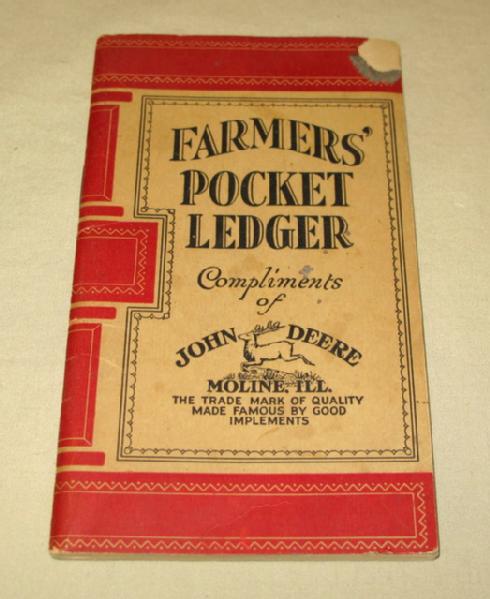 FARMERS'
POCKET
LEDGER
Compliments
of
JOHN DEERE
MOLINE, ILL.
THE TRADE MARK OF QUALITY
MADE FAMOUS BY GOOD
IMPLEMENTS